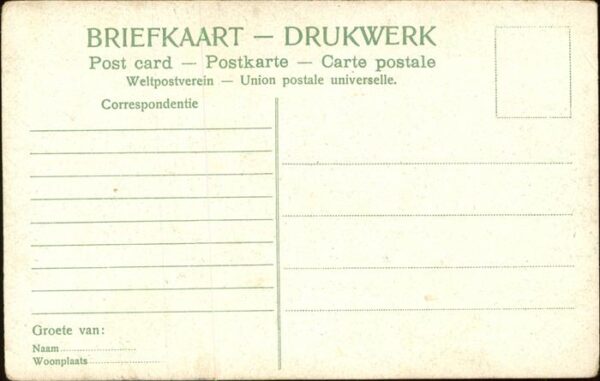 BRIEFKAART — DRUKWERK
Post card — Postkarte — Carte postale
Weltpostverein — Union postale universelle.
Correspondentie
Groete van:
Naam
Woonplaats